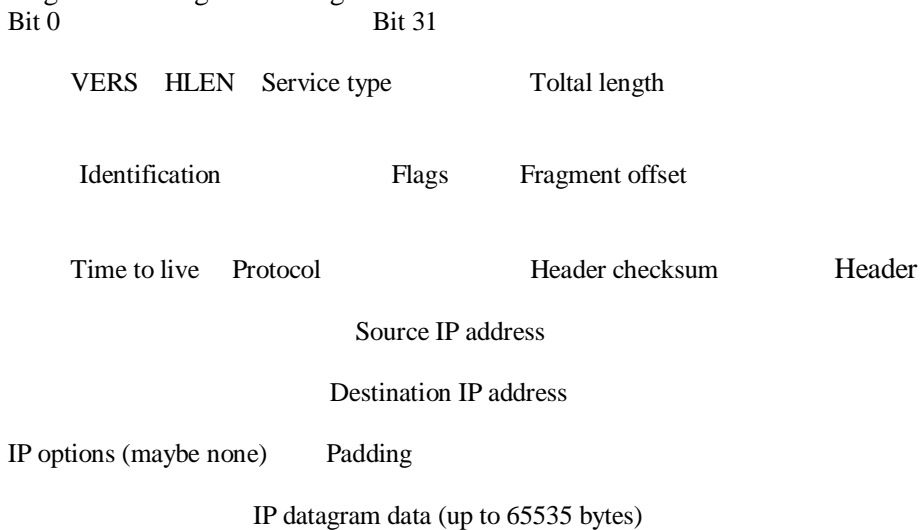 Bit 0 Bit 31
VERS HLEN Service type Toltal length
Identification Flags Fragment offset
Time to live Protocol Header checksum Header
Source IP address
Destination IP address
IP options (maybe none) Padding
IP datagram data (up to 65535 bytes)